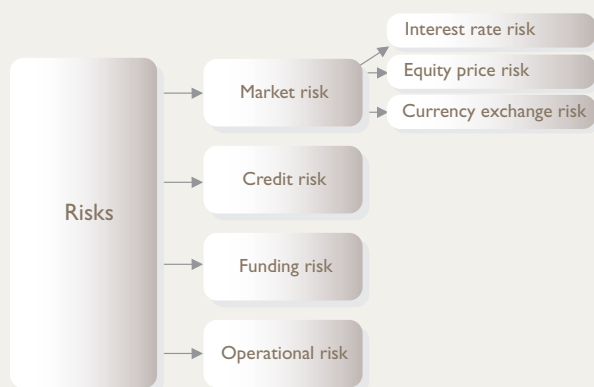 Risks
Market risk
Interest rate risk
Equity price risk
Currency exchange risk
Credit risk
Funding risk
Operational risk